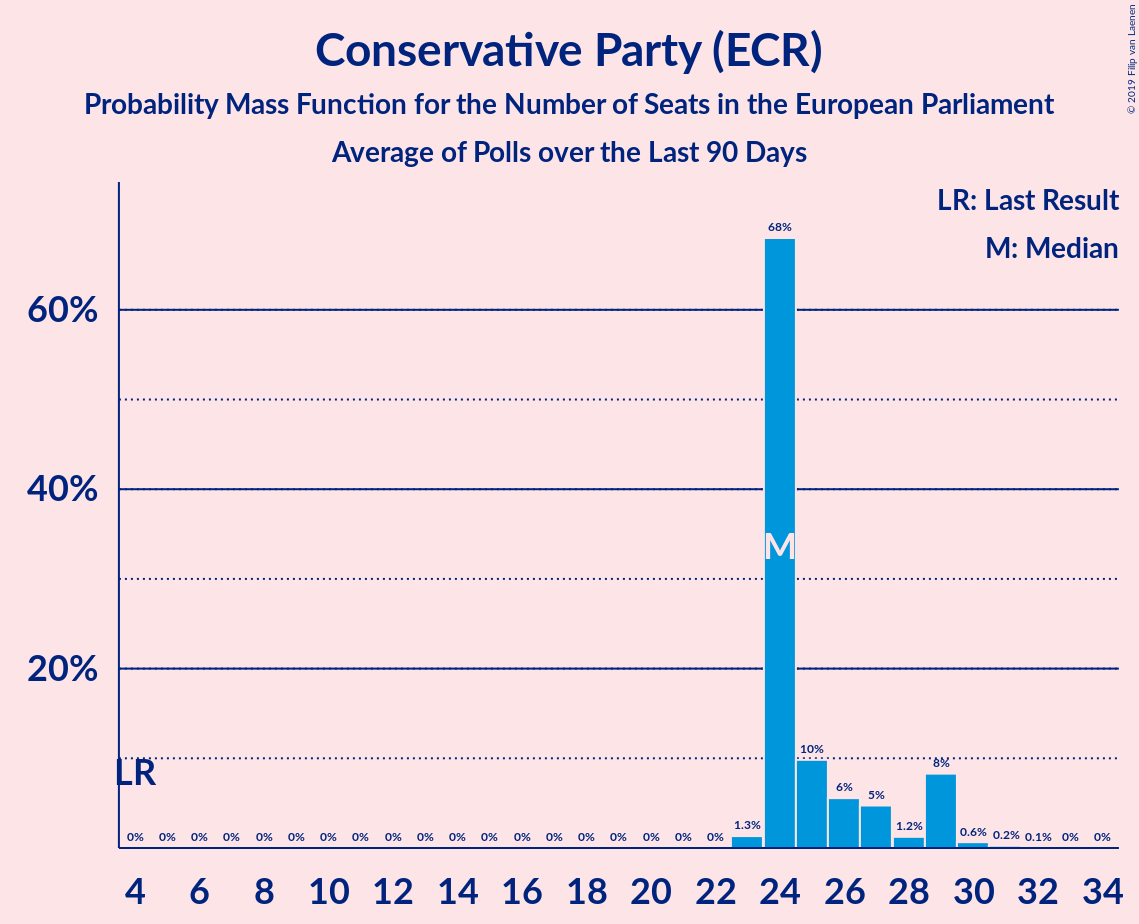 Conservative Party (ECR)
Probability Mass Function for the Number of Seats in the European Parliament
Average of Polls over the Last 90 Days
© 2019 Filip van Laenen
LR: Last Result
M: Median
60%
40%
20%
68%
M
LR
0% 0% 0% 0% 0% 0% 0% 0% 0% 0% 0% 0% 0% 0% 0% 0% 0% 0% 0% 1.3% 10% 6% 5% 1.2% 8% 0.6% 0.2% 0.1% 0% 0%
4 6 8 10 12 14 16 18 20 22 24 26 28 30 32 34